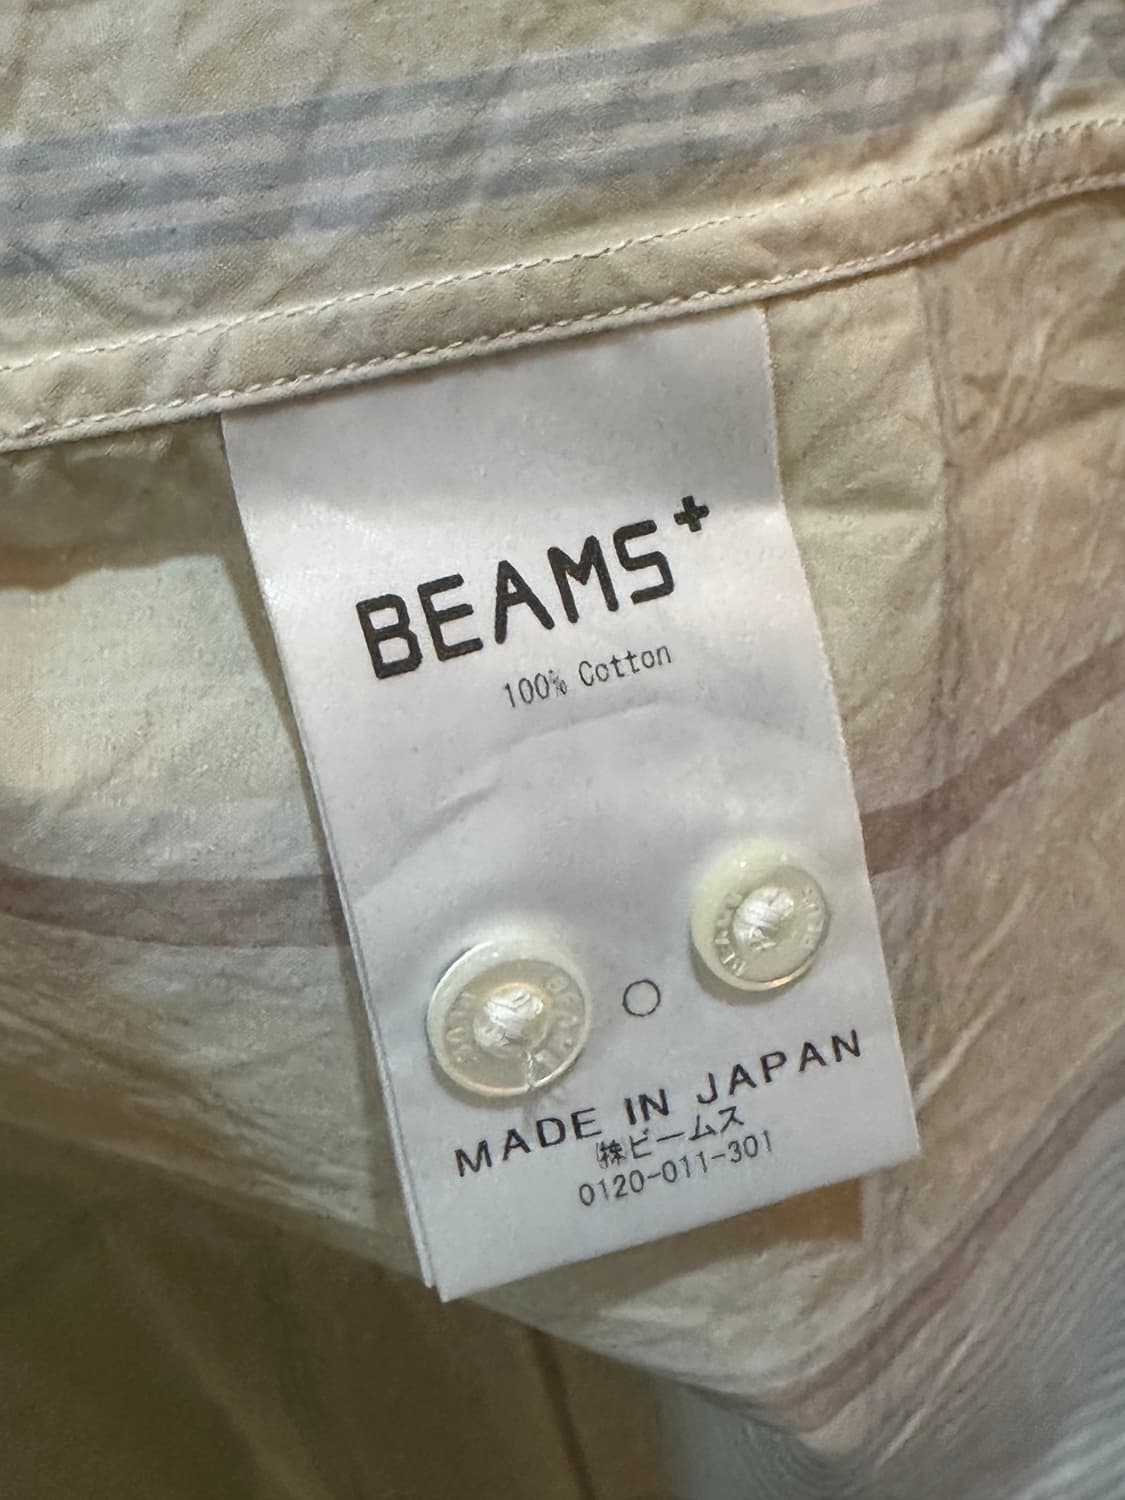 BEAMS+
100% Cotton
MADE IN JAPAN
㈱ビームス
0120-011-301